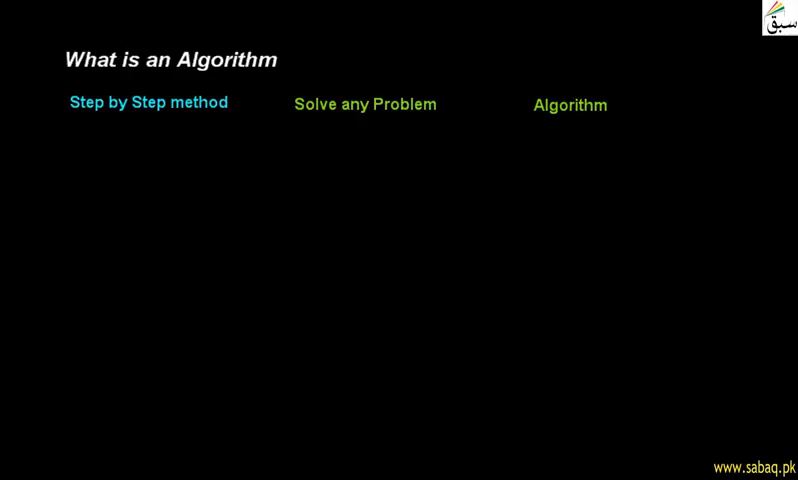 سبق
What is an Algorithm
Step by Step method Solve any Problem Algorithm
www.sabaq.pk